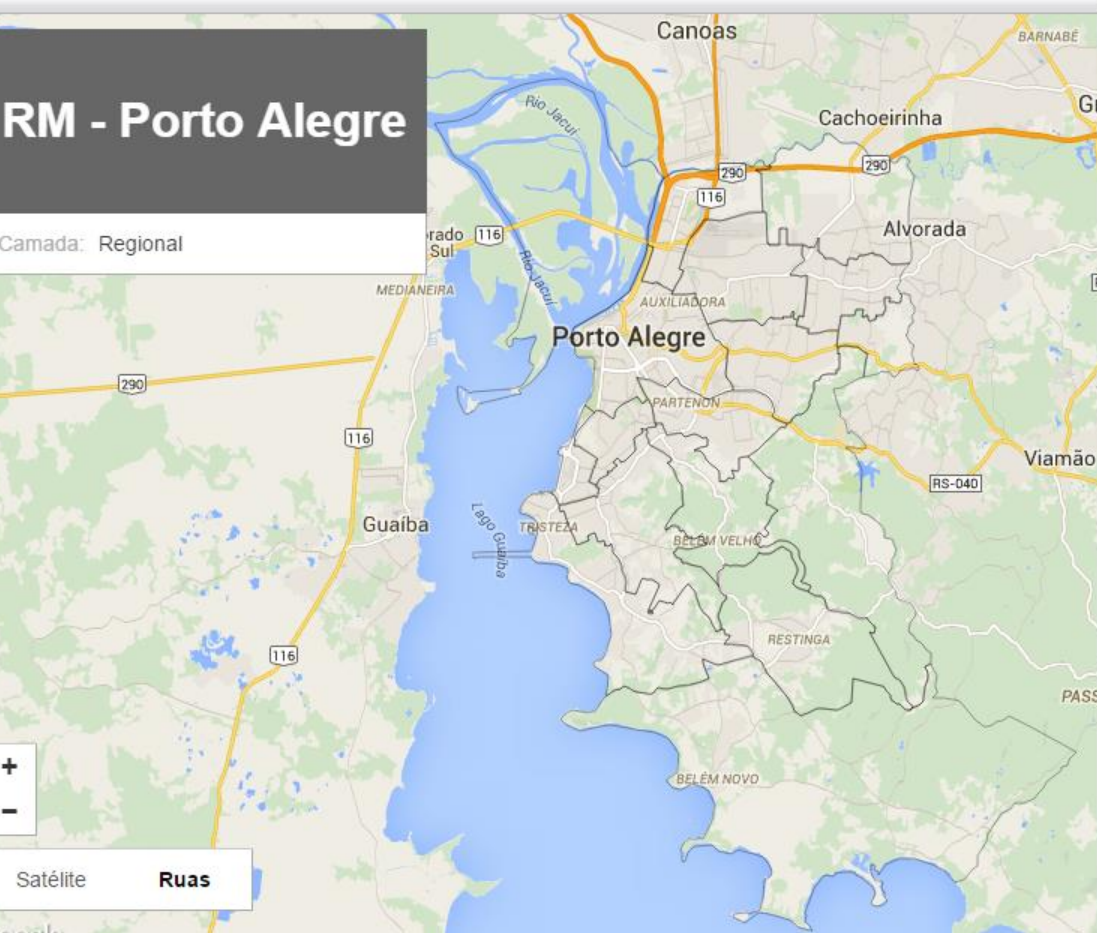 RM - Porto Alegre
Camada: Regional
Canoas
BARNABÉ
Rio Jacuí
Cachoeirinha
290
290
116
Alvorada
116
Sul
Rio Jacuí
MEDIANEIRA
AUXILIADORA
Porto Alegre
290
PARTENON
116
Viamão
RS-040
Guaíba
Lago Guaíba
TRISTEZA
BELÉM VELHO
RESTINGA
116
BELÉM NOVO
+
-
Satélite Ruas